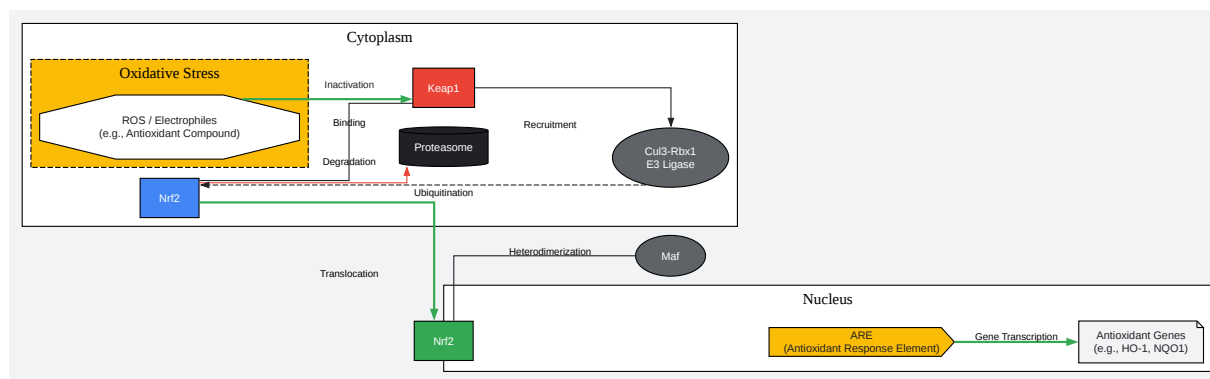 Cytoplasm
Oxidative Stress
ROS / Electrophiles
(e.g., Antioxidant Compound)
Inactivation
Keap1
Binding
Recruitment
Proteasome
Cul3-Rbx1
E3 Ligase
Degradation
Ubiquitination
Nrf2
Heterodimerization
Maf
Translocation
Nucleus
Nrf2
ARE
(Antioxidant Response Element)
Gene Transcription
Antioxidant Genes
(e.g., HO-1, NQO1)